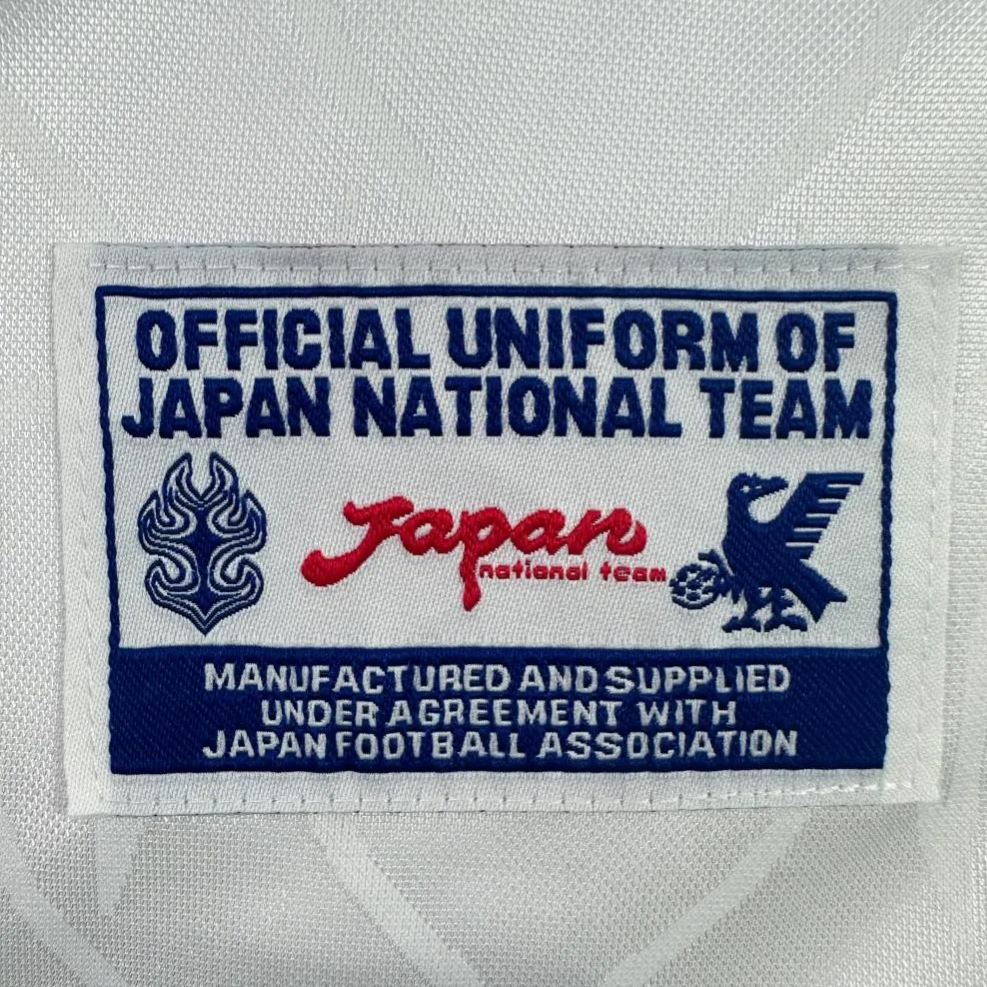 OFFICIAL UNIFORM OF
JAPAN NATIONAL TEAM
Japan
national team
MANUFACTURED AND SUPPLIED
UNDER AGREEMENT WITH
JAPAN FOOTBALL ASSOCIATION